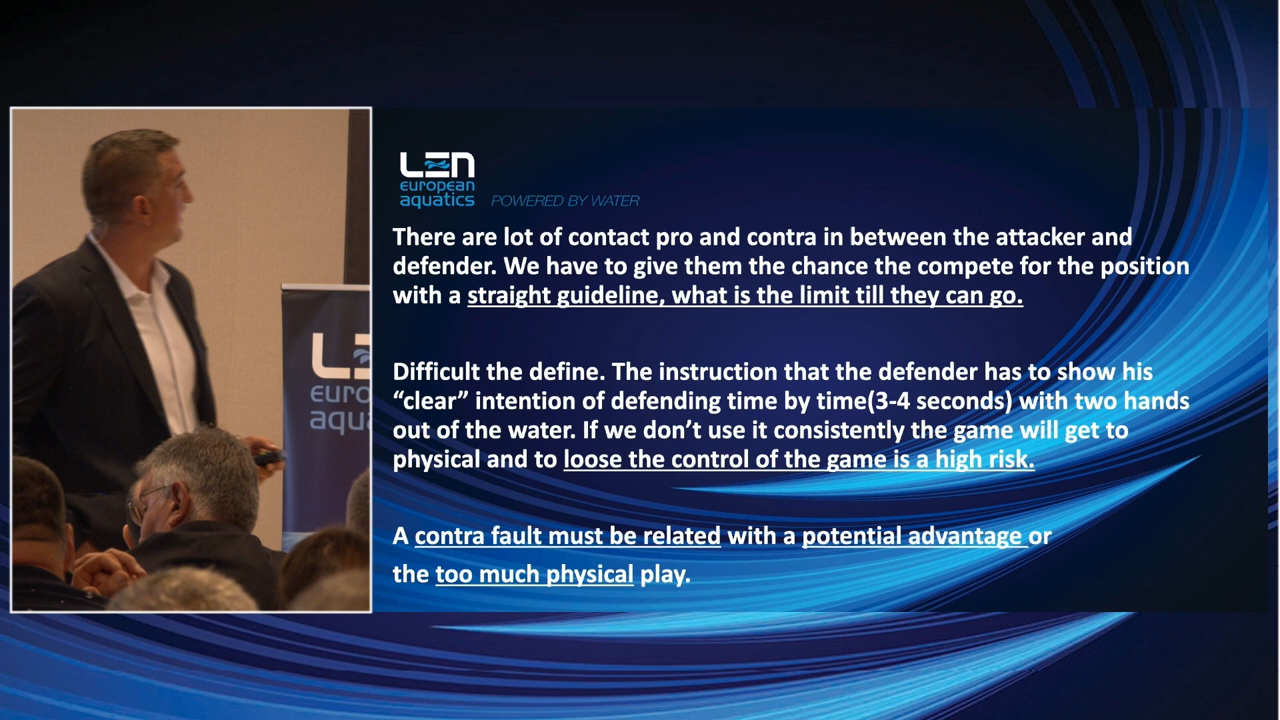 LEN
european
aquatics
POWERED BY WATER
There are lot of contact pro and contra in between the attacker and
defender. We have to give them the chance the compete for the position
with a straight guideline, what is the limit till they can go.
Difficult the define. The instruction that the defender has to show his
“clear” intention of defending time by time(3-4 seconds) with two hands
out of the water. If we don’t use it consistently the game will get to
physical and to loose the control of the game is a high risk.
A contra fault must be related with a potential advantage or
the too much physical play.
LE
euro
aqu